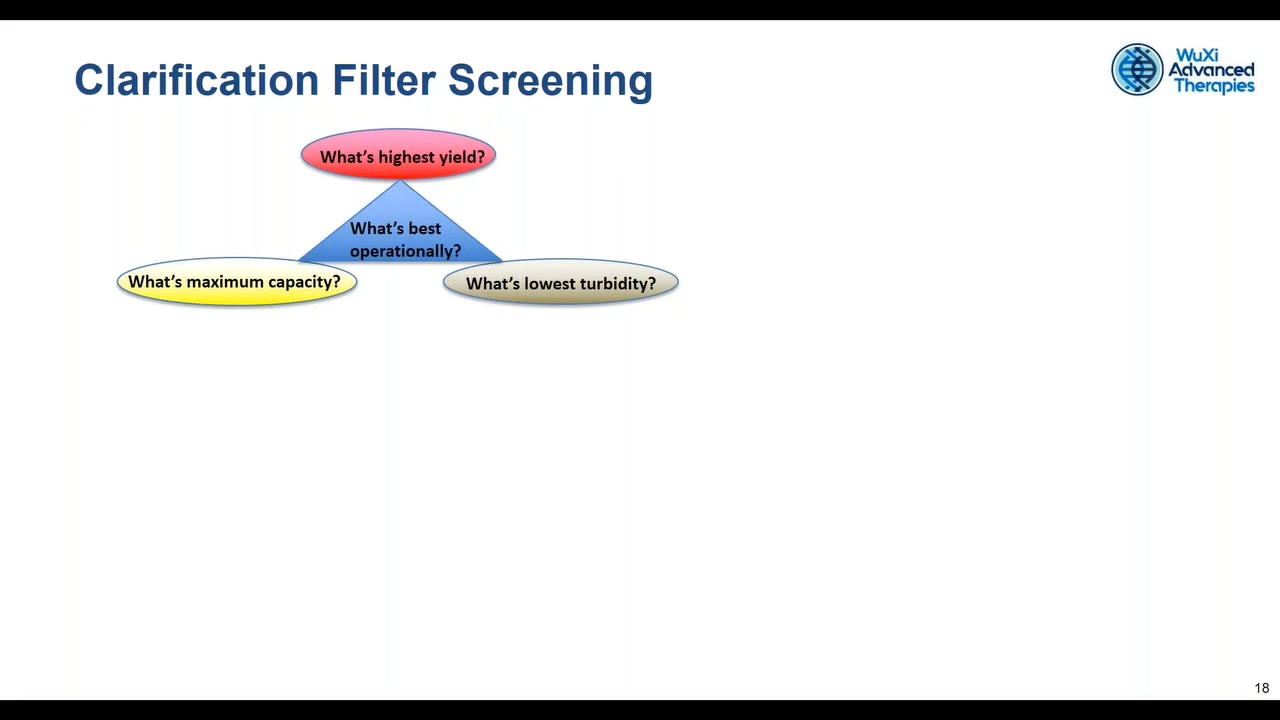 Clarification Filter Screening
WuXi
Advanced
Therapies
What's highest yield?
What's best
operationally?
What's maximum capacity?
What's lowest turbidity?
18